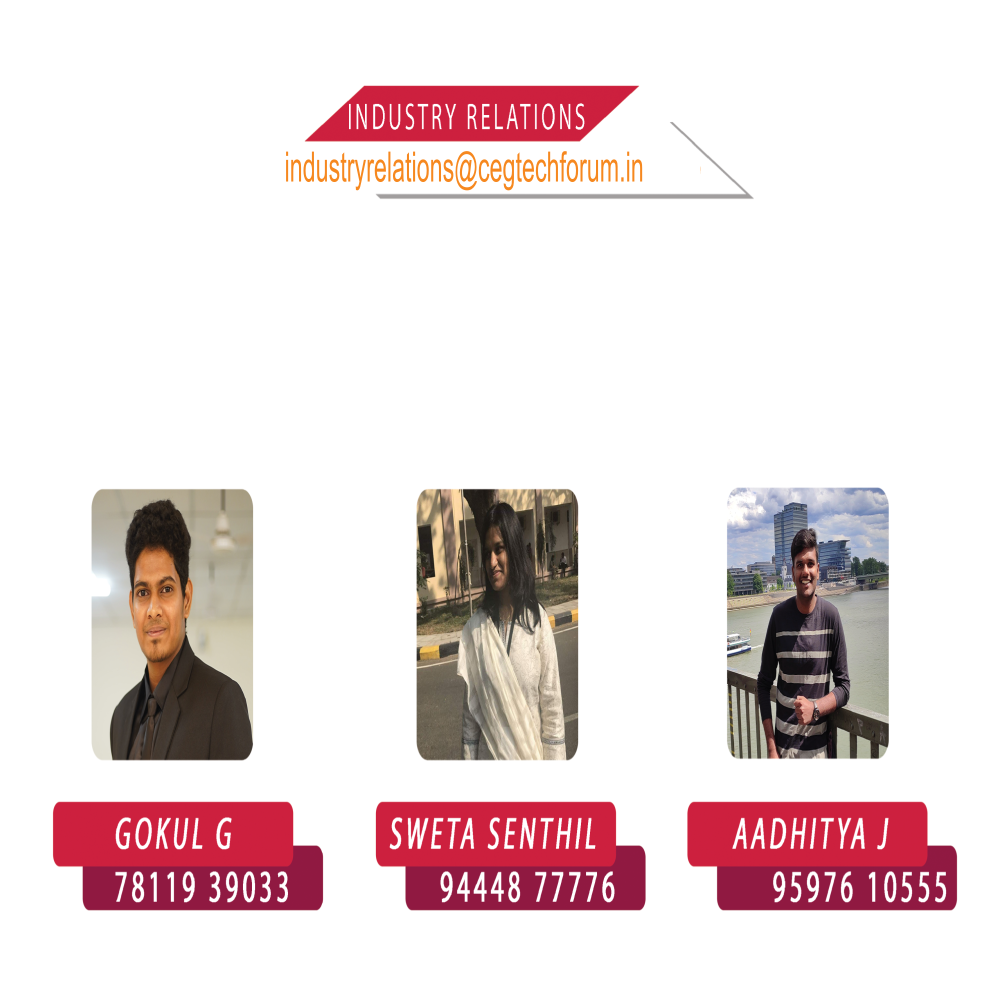 INDUSTRY RELATIONS
industryrelations@cegtechforum.in
GOKUL G
78119 39033
SWETA SENTHIL
94448 77776
AADHITYA J
95976 10555